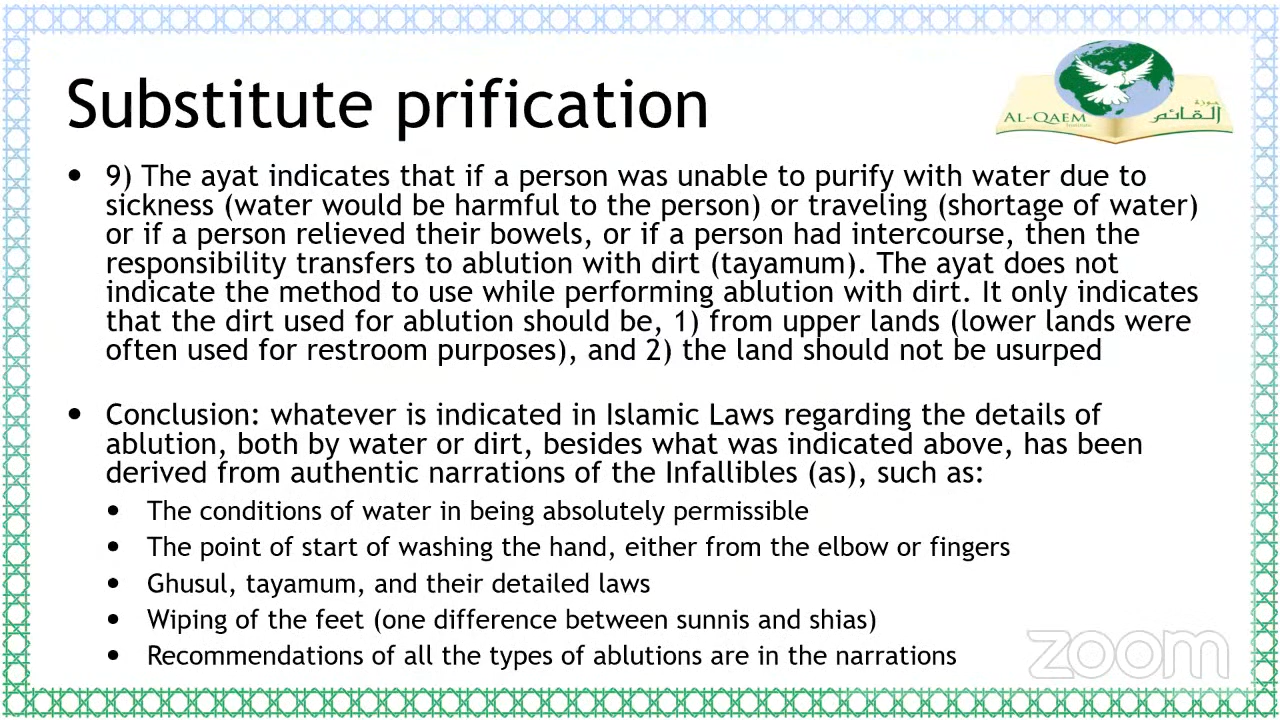 Substitute prification
AL-QAEM
Institute
حوزة
القائم
• 9) The ayat indicates that if a person was unable to purify with water due to
sickness (water would be harmful to the person) or traveling (shortage of water)
or if a person relieved their bowels, or if a person had intercourse, then the
responsibility transfers to ablution with dirt (tayamum). The ayat does not
indicate the method to use while performing ablution with dirt. It only indicates
that the dirt used for ablution should be, 1) from upper lands (lower lands were
often used for restroom purposes), and 2) the land should not be usurped
• Conclusion: whatever is indicated in Islamic Laws regarding the details of
ablution, both by water or dirt, besides what was indicated above, has been
derived from authentic narrations of the Infallibles (as), such as:
• The conditions of water in being absolutely permissible
• The point of start of washing the hand, either from the elbow or fingers
• Ghusul, tayamum, and their detailed laws
• Wiping of the feet (one difference between sunnis and shias)
• Recommendations of all the types of ablutions are in the narrations
zoom